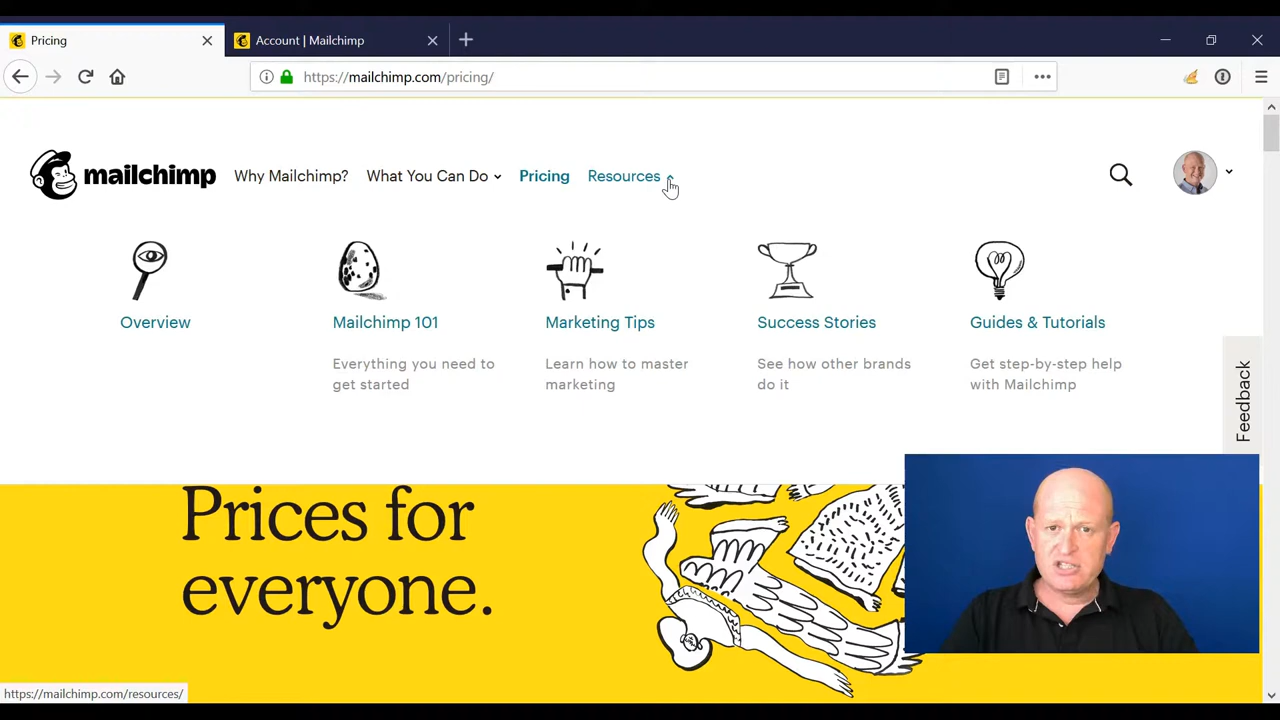 Pricing
Account | Mailchimp
https://mailchimp.com/pricing/
mailchimp
Why Mailchimp?
What You Can Do
Pricing
Resources
Overview
Mailchimp 101
Everything you need to
get started
Marketing Tips
Learn how to master
marketing
Success Stories
See how other brands
do it
Guides & Tutorials
Get step-by-step help
with Mailchimp
Feedback
Prices for
everyone.
https://mailchimp.com/resources/